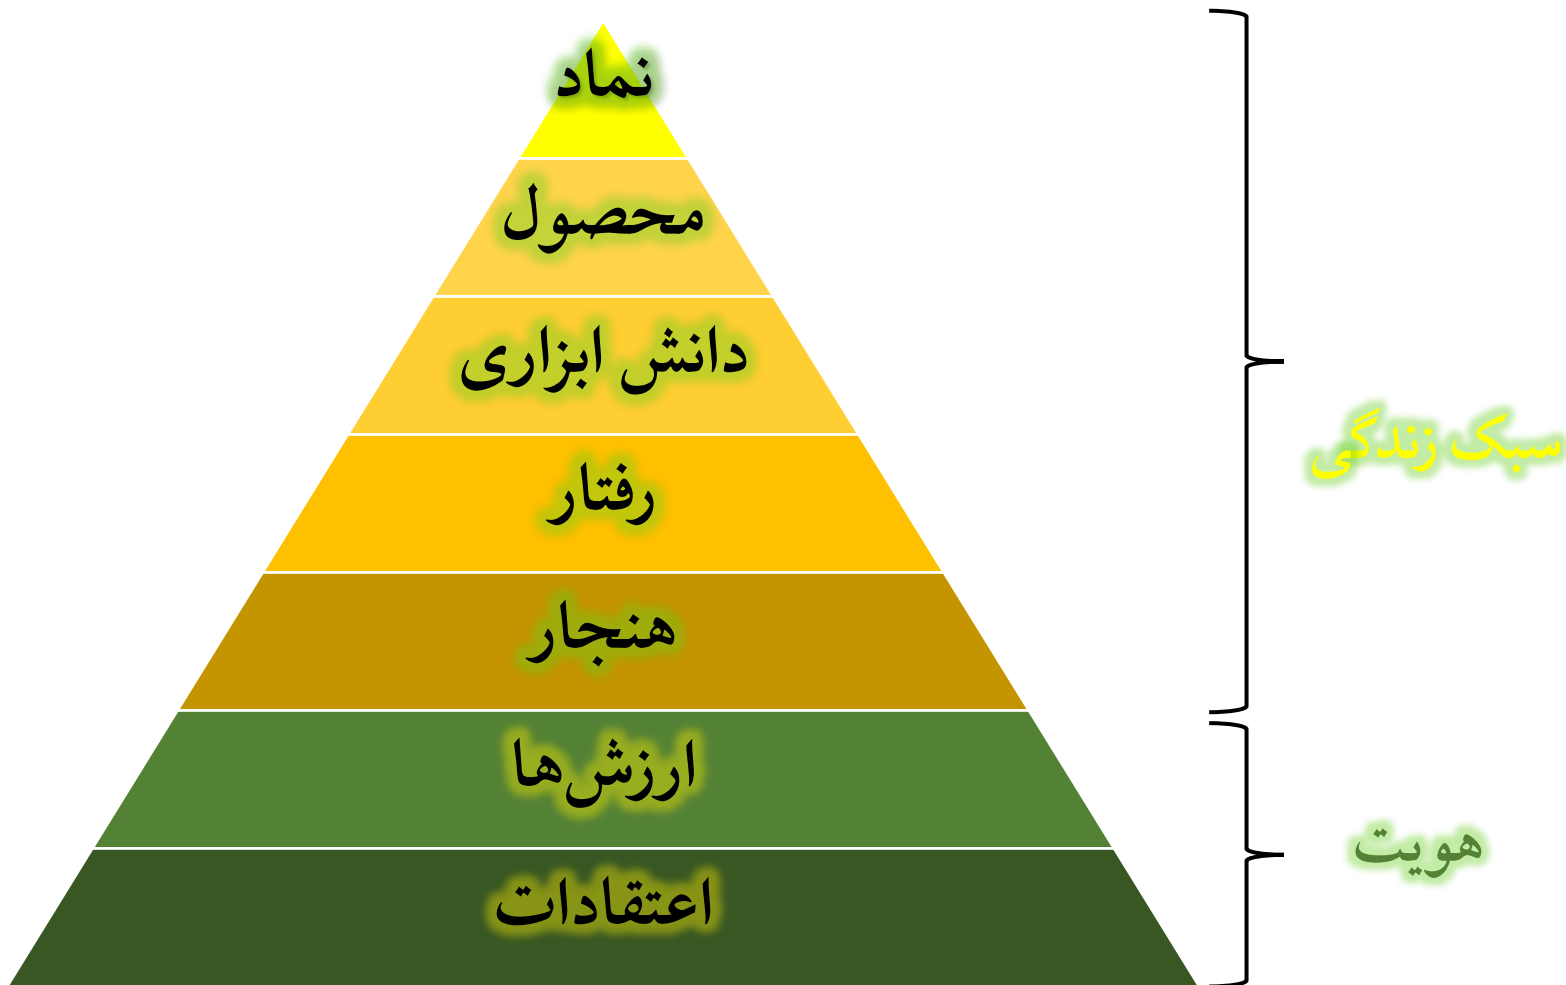 نماد
محصول
دانش ابزاری
رفتار
هنجار
ارزش‌ها
اعتقادات
سبک زندگی
هویت